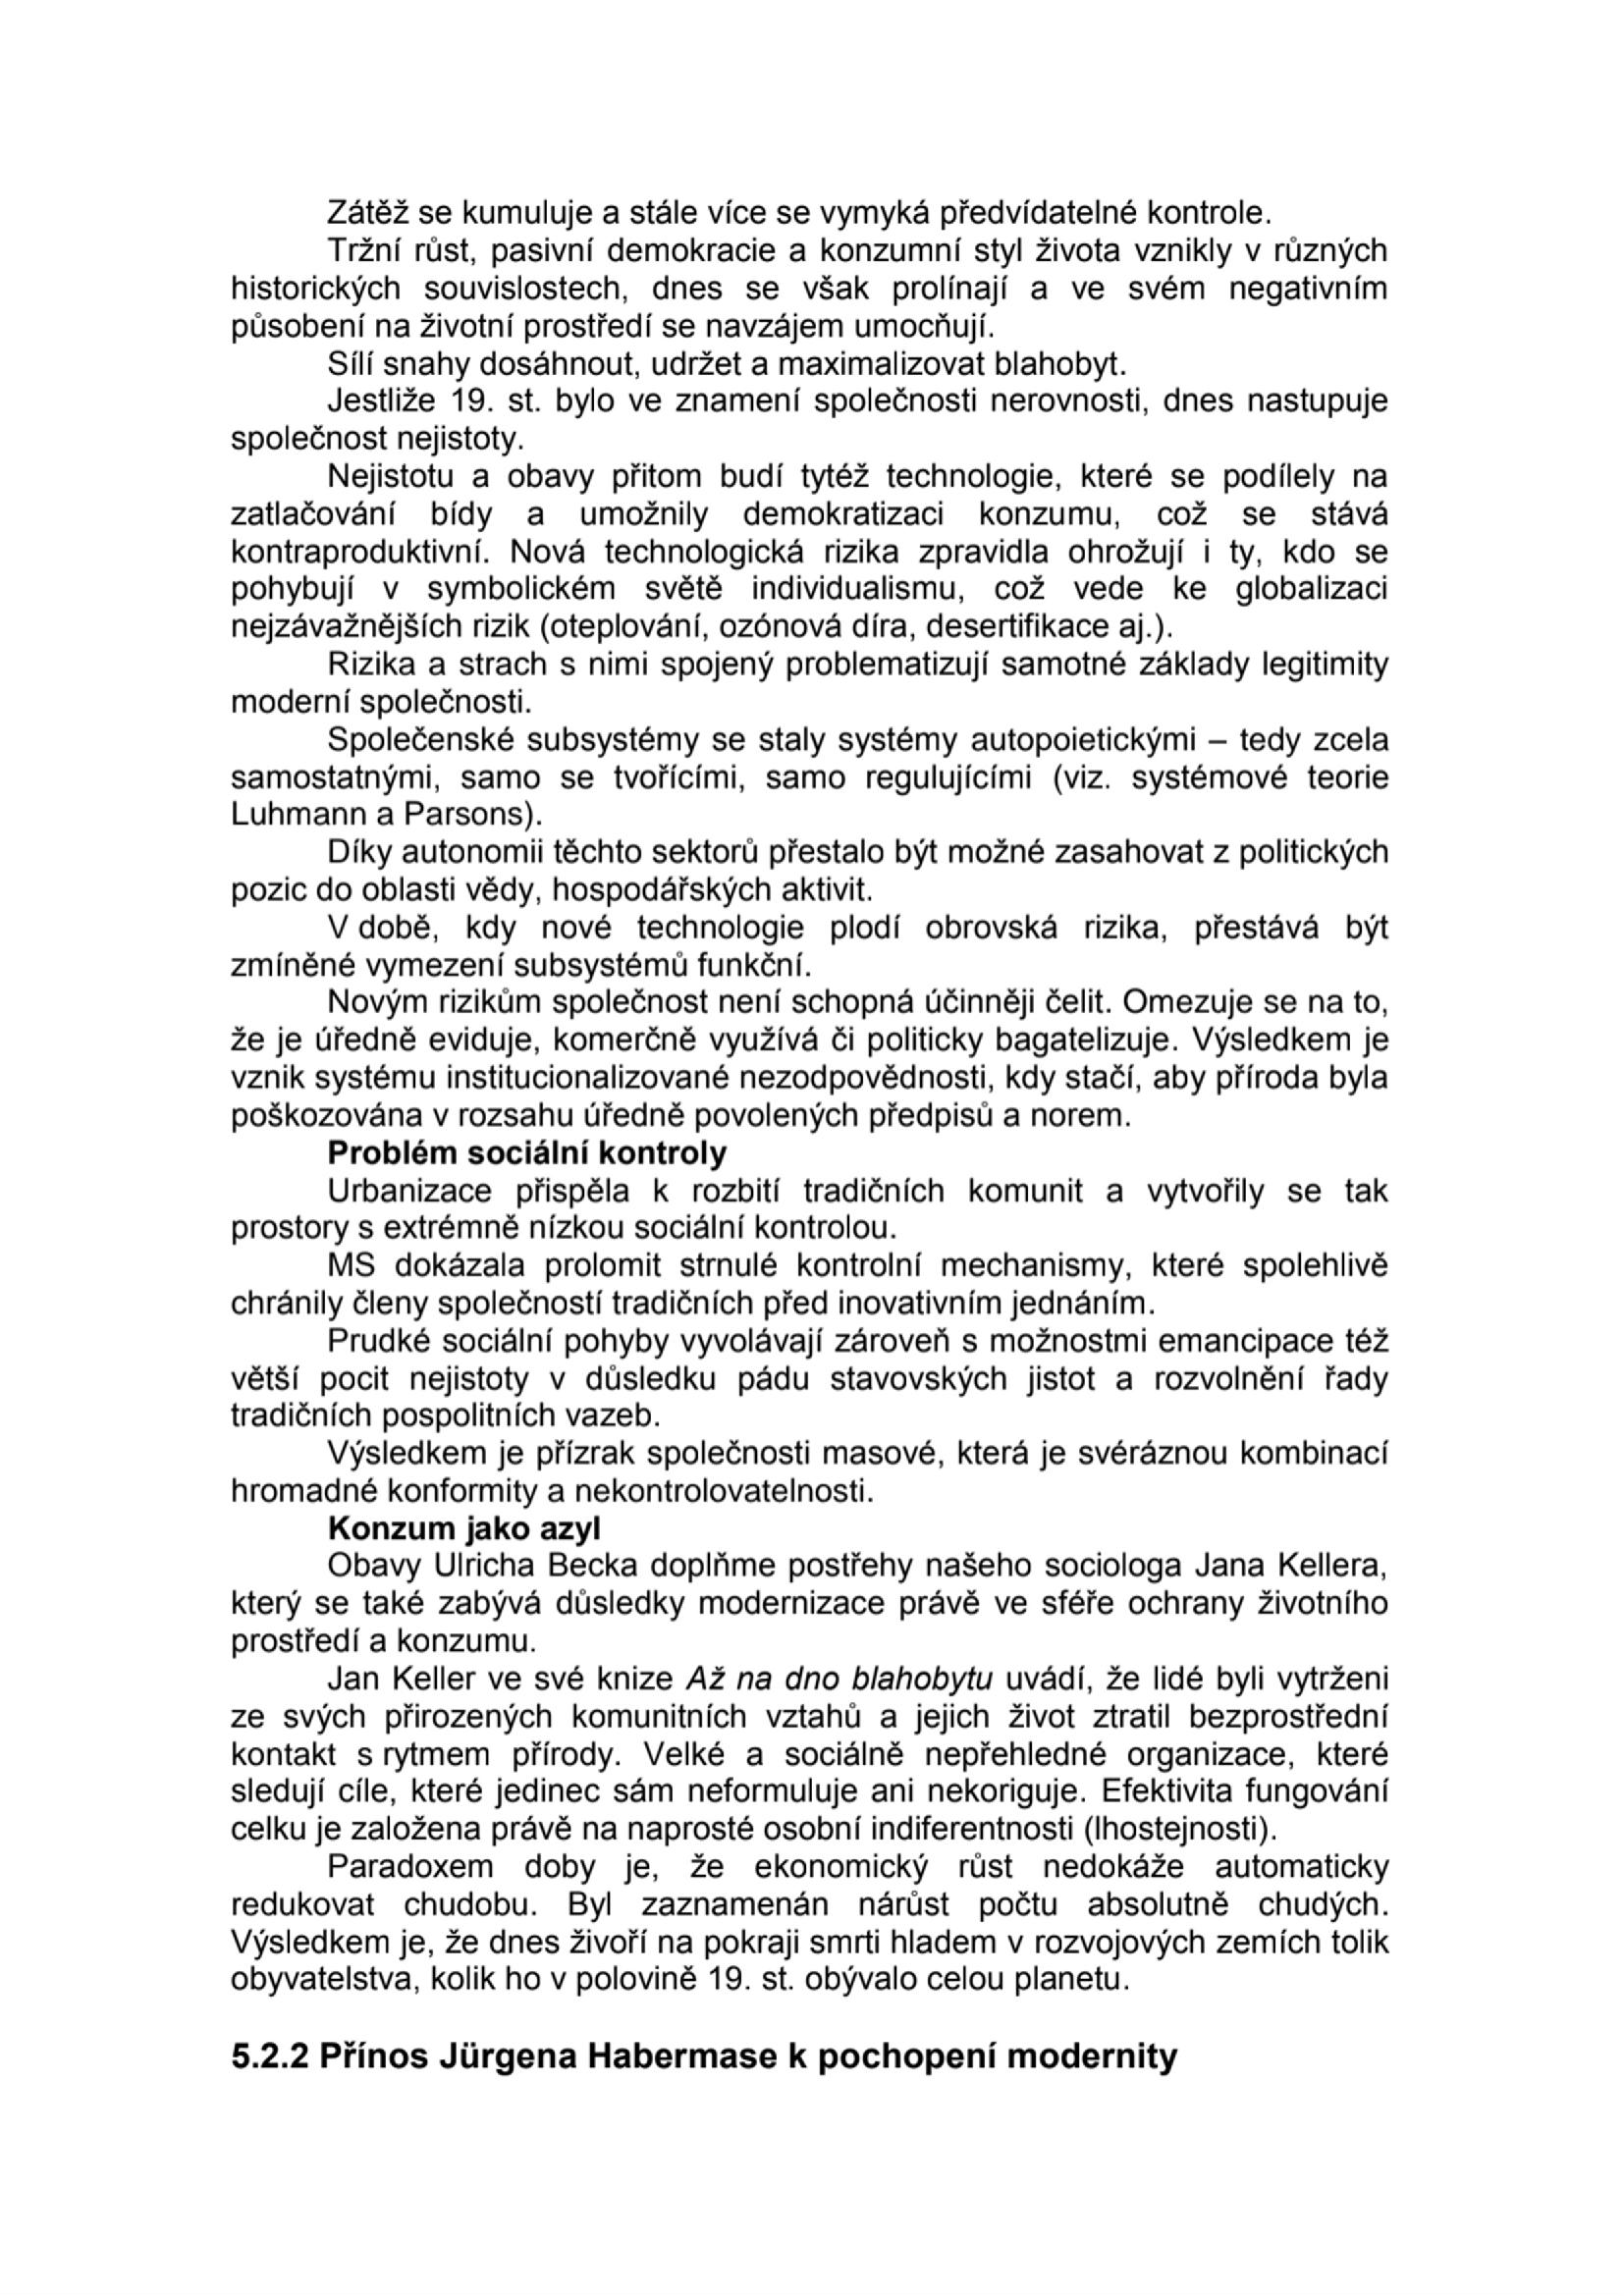 Zátěž se kumuluje a stále více se vymyká předvídatelné kontrole.
Tržní růst, pasivní demokracie a konzumní styl života vznikly v různých
historických souvislostech, dnes se však prolínají a ve svém negativním
působení na životní prostředí se navzájem umocňují.
Sílí snahy dosáhnout, udržet a maximalizovat blahobyt.
Jestliže 19. st. bylo ve znamení společnosti nerovnosti, dnes nastupuje
společnost nejistoty.
Nejistotu a obavy přitom budí tytéž technologie, které se podílely na
zatlačování bídy a umožnily demokratizaci konzumu, což se stává
kontraproduktivní. Nová technologická rizika zpravidla ohrožují i ty, kdo se
pohybují v symbolickém světě individualismu, což vede ke globalizaci
nejzávažnějších rizik (oteplování, ozónová díra, desertifikace aj.).
Rizika a strach s nimi spojený problematizují samotné základy legitimity
moderní společnosti.
Společenské subsystémy se staly systémy autopoietickými – tedy zcela
samostatnými, samo se tvořícími, samo regulujícími (viz. systémové teorie
Luhmann a Parsons).
Díky autonomii těchto sektorů přestalo být možné zasahovat z politických
pozic do oblasti vědy, hospodářských aktivit.
V době, kdy nové technologie plodí obrovská rizika, přestává být
zmíněné vymezení subsystémů funkční.
Novým rizikům společnost není schopná účinněji čelit. Omezuje se na to,
že je úředně eviduje, komerčně využívá či politicky bagatelizuje. Výsledkem je
vznik systému institucionalizované nezodpovědnosti, kdy stačí, aby příroda byla
poškozována v rozsahu úředně povolených předpisů a norem.
Problém sociální kontroly
Urbanizace přispěla k rozbití tradičních komunit a vytvořily se tak
prostory s extrémně nízkou sociální kontrolou.
MS dokázala prolomit strnulé kontrolní mechanismy, které spolehlivě
chránily členy společností tradičních před inovativním jednáním.
Prudké sociální pohyby vyvolávají zároveň s možnostmi emancipace též
větší pocit nejistoty v důsledku pádu stavovských jistot a rozvolnění řady
tradičních pospolitních vazeb.
Výsledkem je přízrak společnosti masové, která je svéráznou kombinací
hromadné konformity a nekontrolovatelnosti.
Konzum jako azyl
Obavy Ulricha Becka doplňme postřehy našeho sociologa Jana Kellera,
který se také zabývá důsledky modernizace právě ve sféře ochrany životního
prostředí a konzumu.
Jan Keller ve své knize Až na dno blahobytu uvádí, že lidé byli vytrženi
ze svých přirozených komunitních vztahů a jejich život ztratil bezprostřední
kontakt s rytmem přírody. Velké a sociálně nepřehledné organizace, které
sledují cíle, které jedinec sám neformuluje ani nekoriguje. Efektivita fungování
celku je založena právě na naprosté osobní indiferentnosti (lhostejnosti).
Paradoxem doby je, že ekonomický růst nedokáže automaticky
redukovat chudobu. Byl zaznamenán nárůst počtu absolutně chudých.
Výsledkem je, že dnes živoří na pokraji smrti hladem v rozvojových zemích tolik
obyvatelstva, kolik ho v polovině 19. st. obývalo celou planetu.
5.2.2 Přínos Jürgena Habermase k pochopení modernity